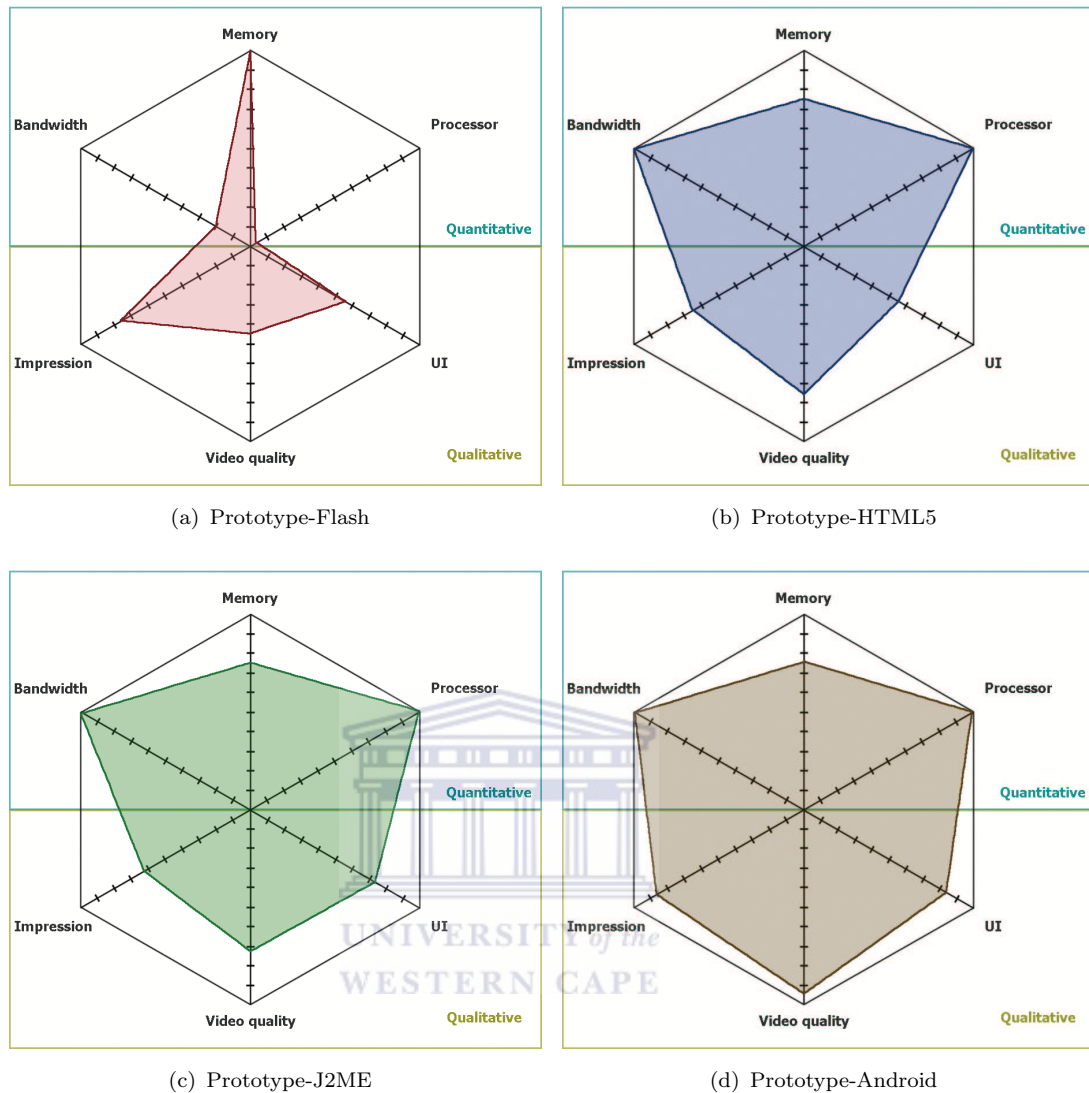 Memory
Bandwidth
Processor
Quantitative
Impression
UI
Video quality
Qualitative
(a) Prototype-Flash
Memory
Bandwidth
Processor
Quantitative
Impression
UI
Video quality
Qualitative
(b) Prototype-HTML5
Memory
Bandwidth
Processor
Quantitative
Impression
UI
Video quality
Qualitative
(c) Prototype-J2ME
Memory
Bandwidth
Processor
Quantitative
Impression
UI
Video quality
Qualitative
(d) Prototype-Android
UNIVERSITY of the
WESTERN CAPE